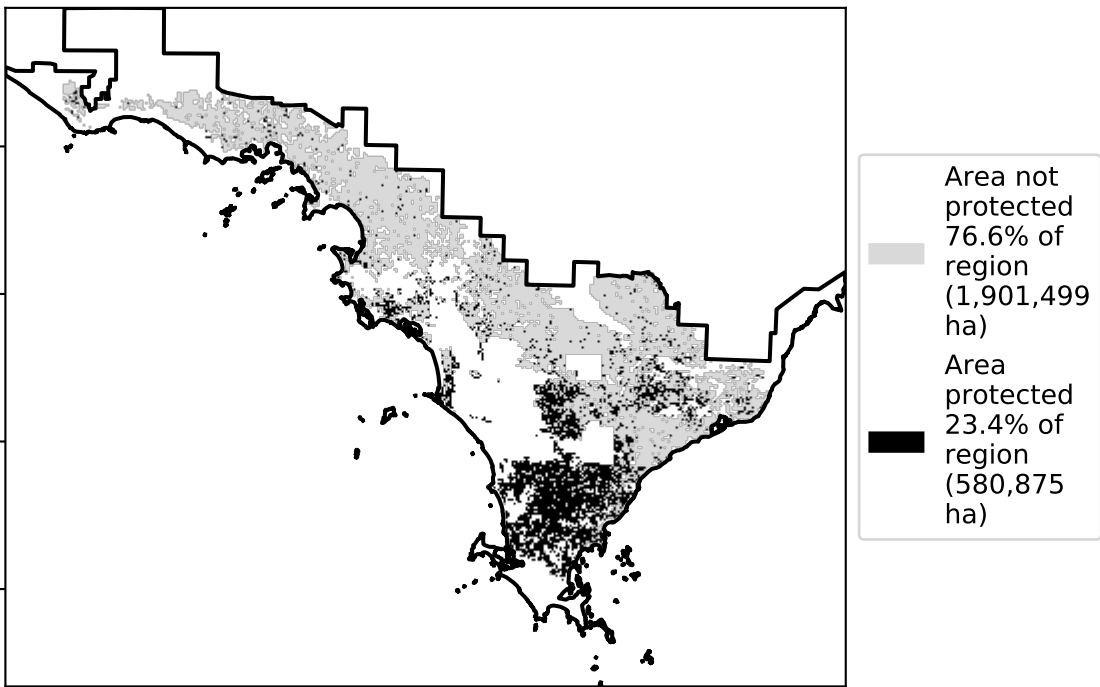 Area not
protected
76.6% of
region
(1,901,499
ha)
Area
protected
23.4% of
region
(580,875
ha)